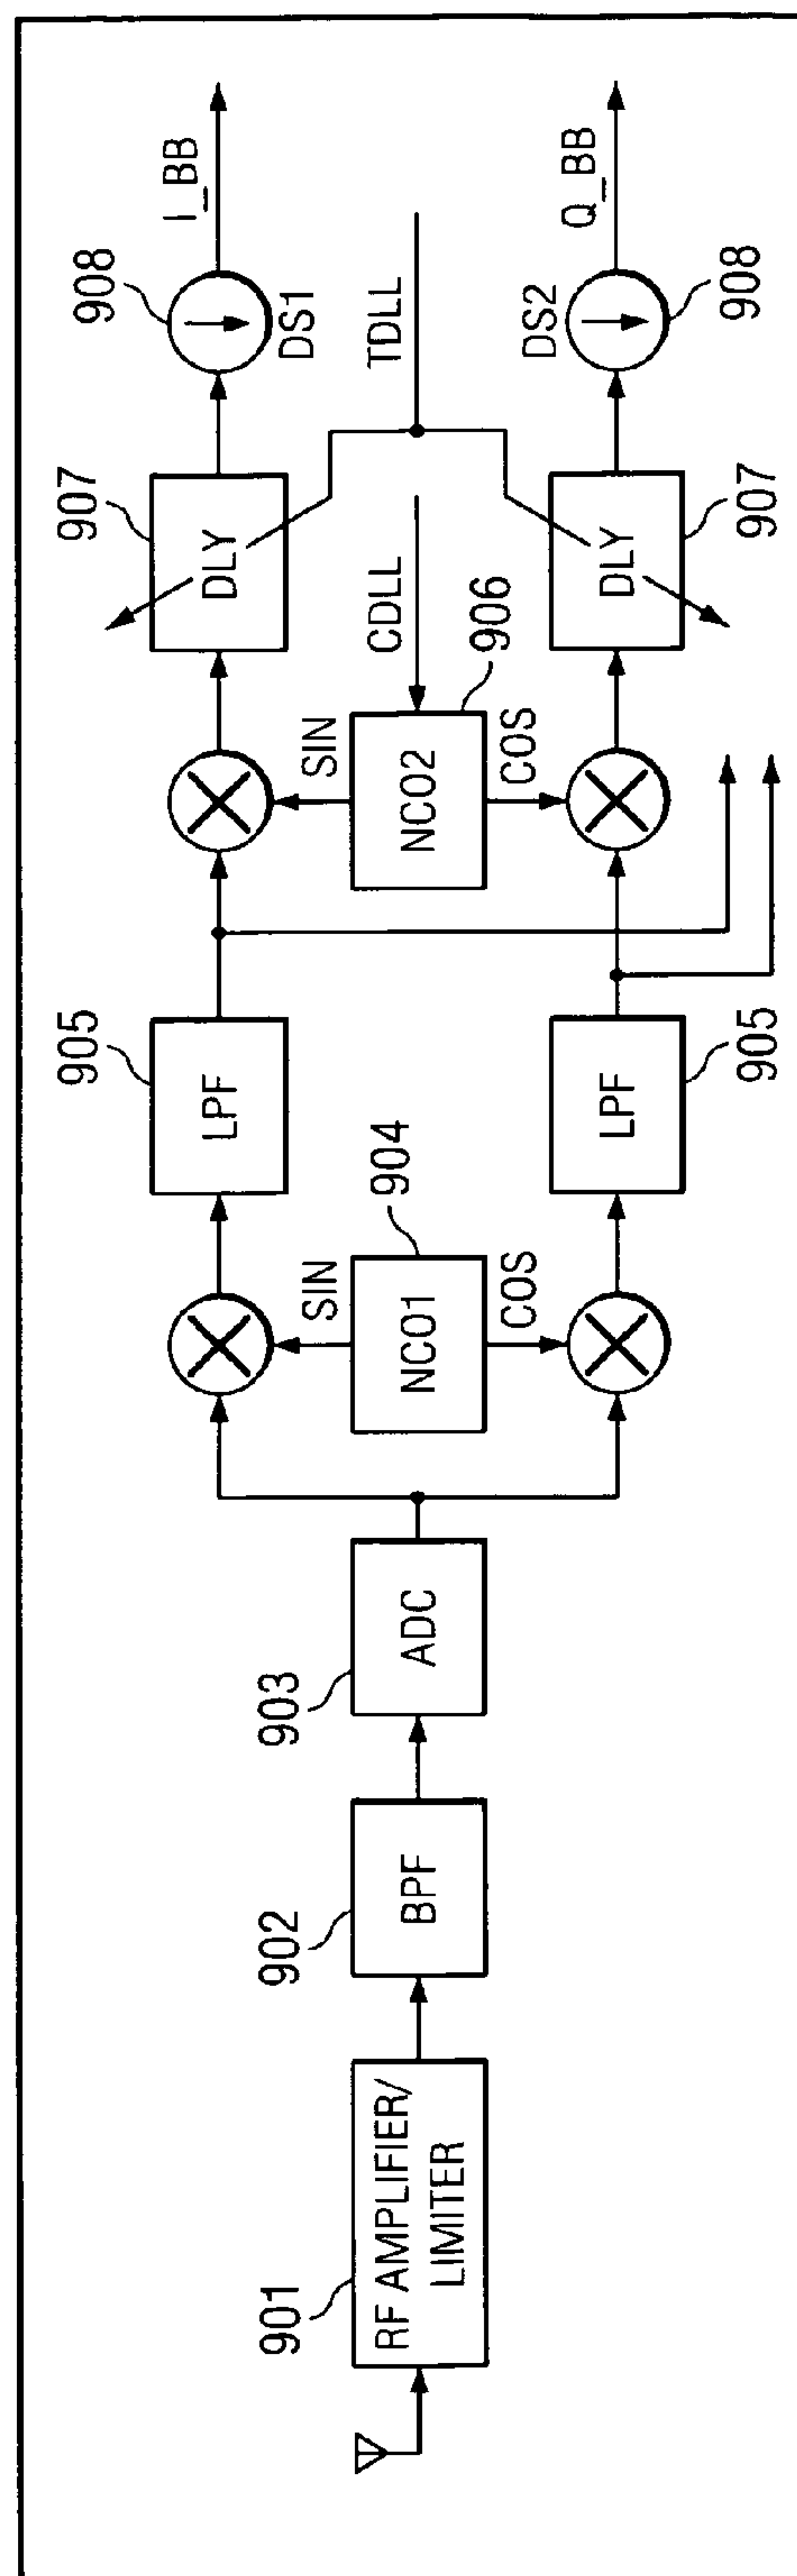 901
RF AMPLIFIER/
LIMITER
902
BPF
903
ADC
904
NCO1
SIN
COS
905
LPF
905
LPF
906
NCO2
SIN
COS
CDLL
907
DLY
907
DLY
TDLL
908
DS1
I_BB
908
DS2
Q_BB